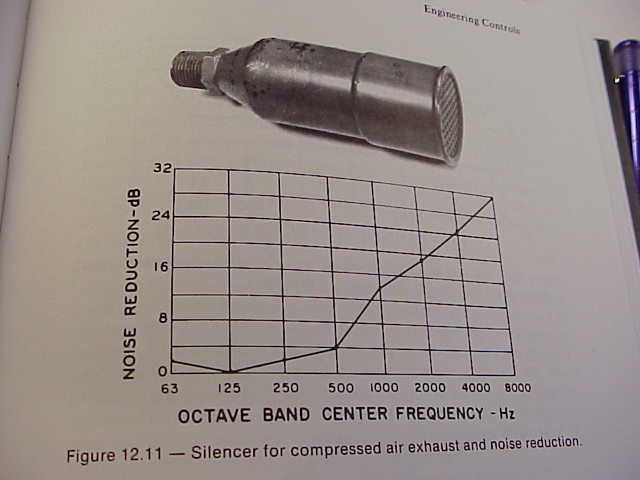 Engineering Controls
32
24
16
8
0
NOISE REDUCTION-dB
63 125 250 500 1000 2000 4000 8000
OCTAVE BAND CENTER FREQUENCY - Hz
Figure 12.11 — Silencer for compressed air exhaust and noise reduction.